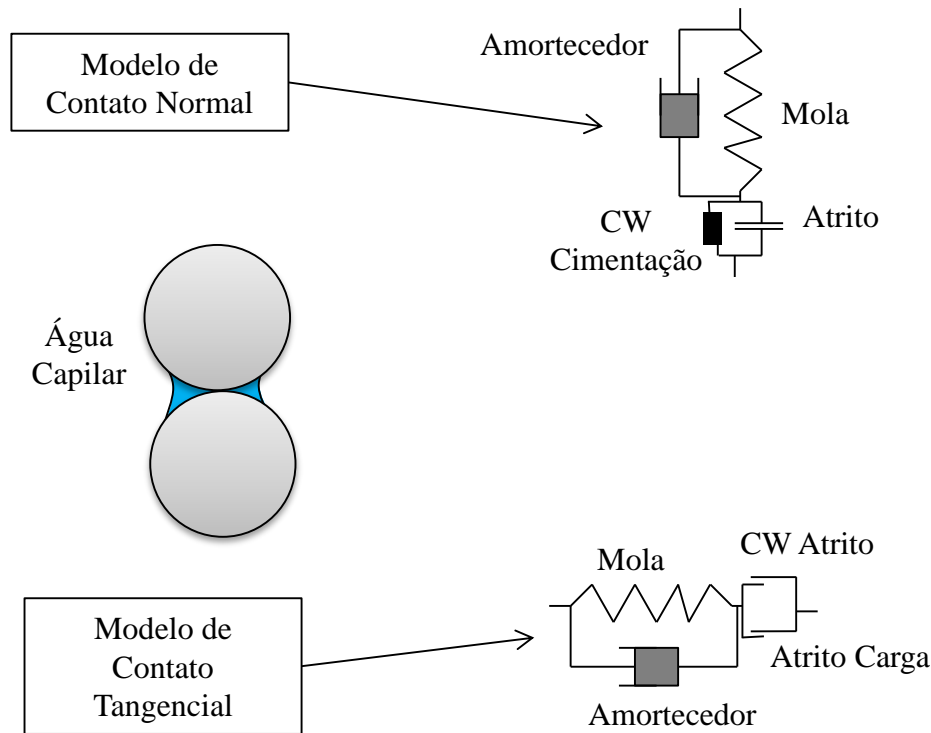 Modelo de
Contato Normal
Amortecedor
Mola
CW
Cimentação
Atrito
Água
Capilar
Modelo de
Contato
Tangencial
Mola
CW Atrito
Atrito Carga
Amortecedor